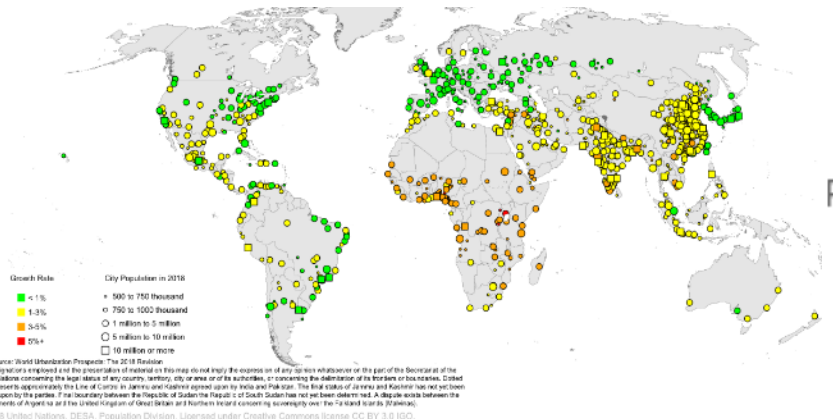 Growth Rate
< 1%
1-3%
3-5%
5%+
City Population in 2018
500 to 750 thousand
750 to 1000 thousand
1 million to 5 million
5 million to 10 million
10 million or more
World Urbanization Prospects: The 2018 Revision
employed and the presentation of material on this map do not imply the expression of any opinion whatsoever on the part of the Secretariat of the
concerning the legal status of any country, territory, city or area or of its authorities, or concerning the delimitation of its frontiers or boundaries. Dotted
approximately the Line of Control in Jammu and Kashmir agreed upon by India and Pakistan. The final status of Jammu and Kashmir has not yet been
upon by the parties. Final boundary between the Republic of Sudan the Republic of South Sudan has not yet been determined. A dispute exists between the
of Argentina and the United Kingdom of Great Britain and Northern Ireland concerning sovereignty over the Falkland Islands (Malvinas).
United Nations, DESA, Population Division. Licensed under Creative Commons license CC BY 3.0 IGO.